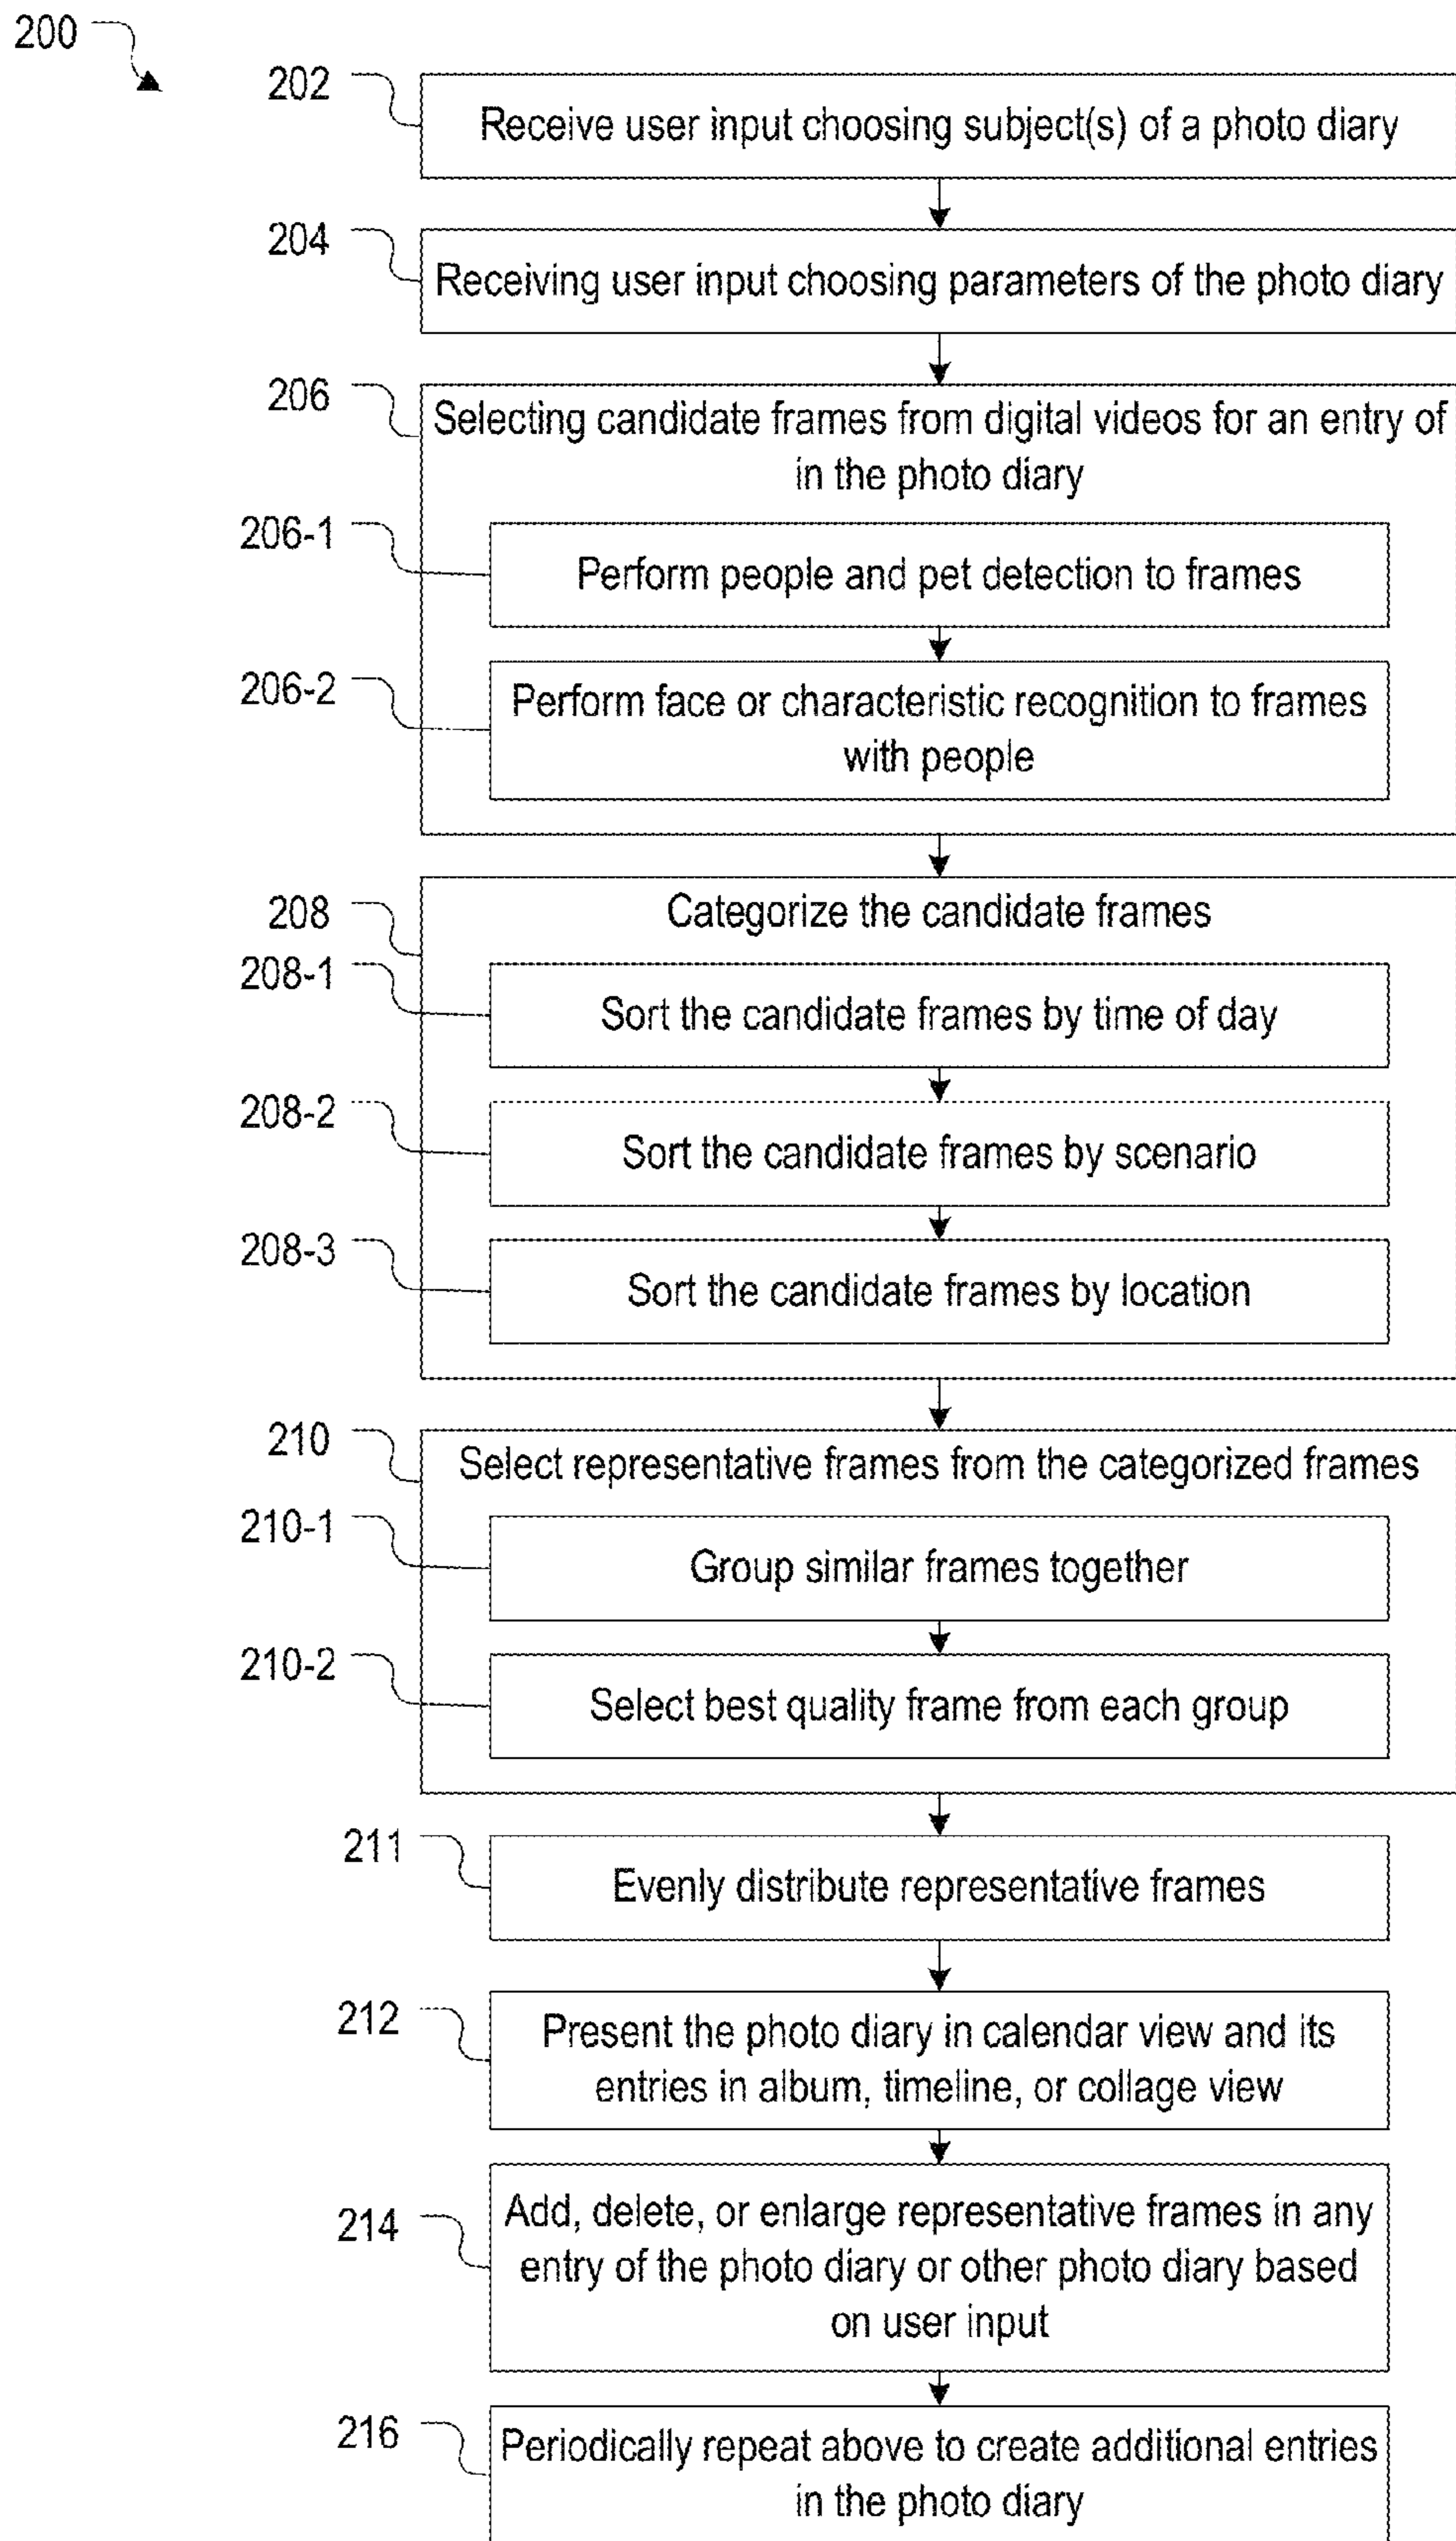 200
202
Receive user input choosing subject(s) of a photo diary
204
Receiving user input choosing parameters of the photo diary
206
Selecting candidate frames from digital videos for an entry of
in the photo diary
206-1
Perform people and pet detection to frames
206-2
Perform face or characteristic recognition to frames
with people
208
Categorize the candidate frames
208-1
Sort the candidate frames by time of day
208-2
Sort the candidate frames by scenario
208-3
Sort the candidate frames by location
210
Select representative frames from the categorized frames
210-1
Group similar frames together
210-2
Select best quality frame from each group
211
Evenly distribute representative frames
212
Present the photo diary in calendar view and its
entries in album, timeline, or collage view
214
Add, delete, or enlarge representative frames in any
entry of the photo diary or other photo diary based
on user input
216
Periodically repeat above to create additional entries
in the photo diary